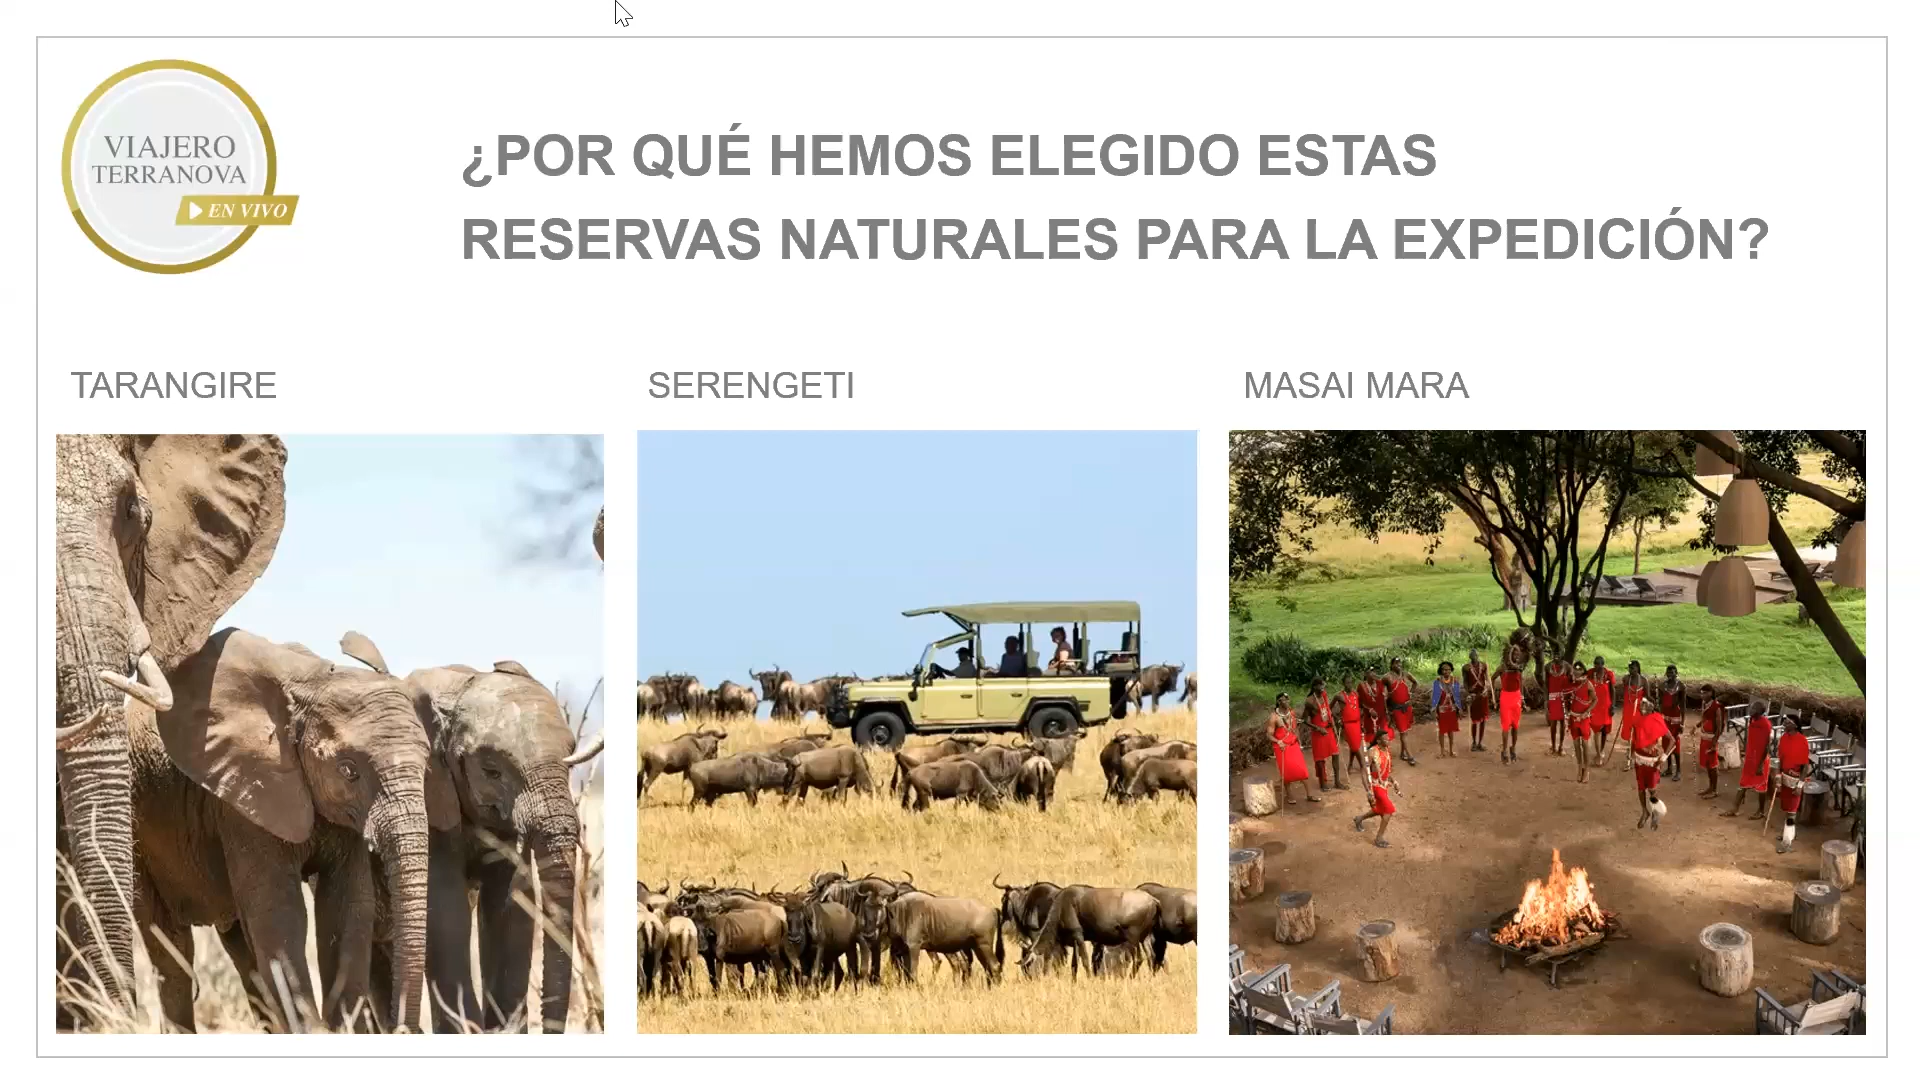 VIAJERO
TERRANOVA
EN VIVO
¿POR QUÉ HEMOS ELEGIDO ESTAS
RESERVAS NATURALES PARA LA EXPEDICIÓN?
TARANGIRE
SERENGETI
MASAI MARA